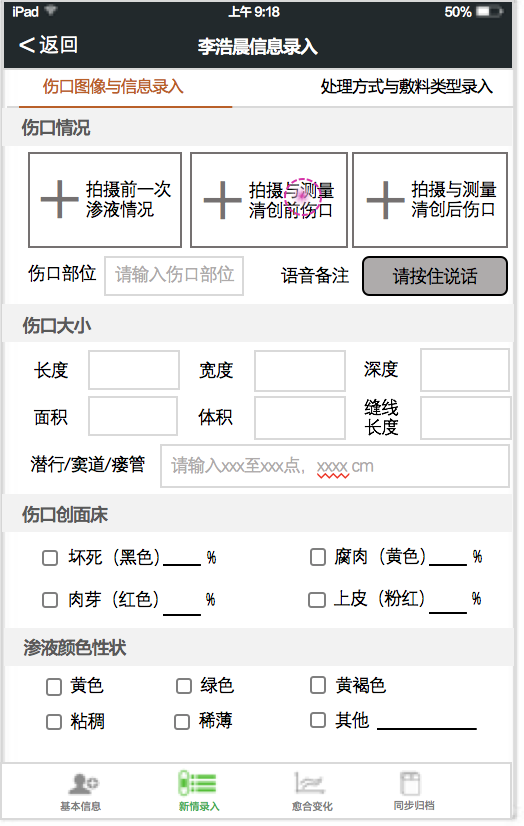 iPad 上午 9:18 50%
<返回 李浩晨信息录入
伤口图像与信息录入 处理方式与敷料类型录入
伤口情况
拍摄前一次
渗液情况
拍摄与测量
清创前伤口
拍摄与测量
清创后伤口
伤口部位 请输入伤口部位 语音备注 请按住说话
伤口大小
长度 宽度 深度
面积 体积 缝线
长度
潜行/窦道/瘘管 请输入xxx至xxx点，xxxx cm
伤口创面床
坏死（黑色） % 腐肉（黄色） %
肉芽（红色） % 上皮（粉红） %
渗液颜色性状
黄色 绿色 黄褐色
粘稠 稀薄 其他
基本信息 新情录入 愈合变化 同步归档